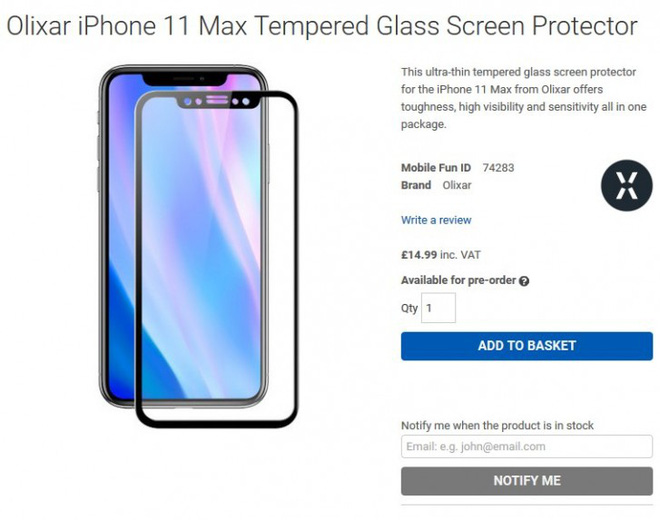 Olixar iPhone 11 Max Tempered Glass Screen Protector
This ultra-thin tempered glass screen protector
for the iPhone 11 Max from Olixar offers
toughness, high visibility and sensitivity all in one
package.
Mobile Fun ID 74283
Brand Olixar
Write a review
£14.99 inc. VAT
Available for pre-order ?
Qty 1
ADD TO BASKET
Notify me when the product is in stock
Email: e.g. john@email.com
NOTIFY ME